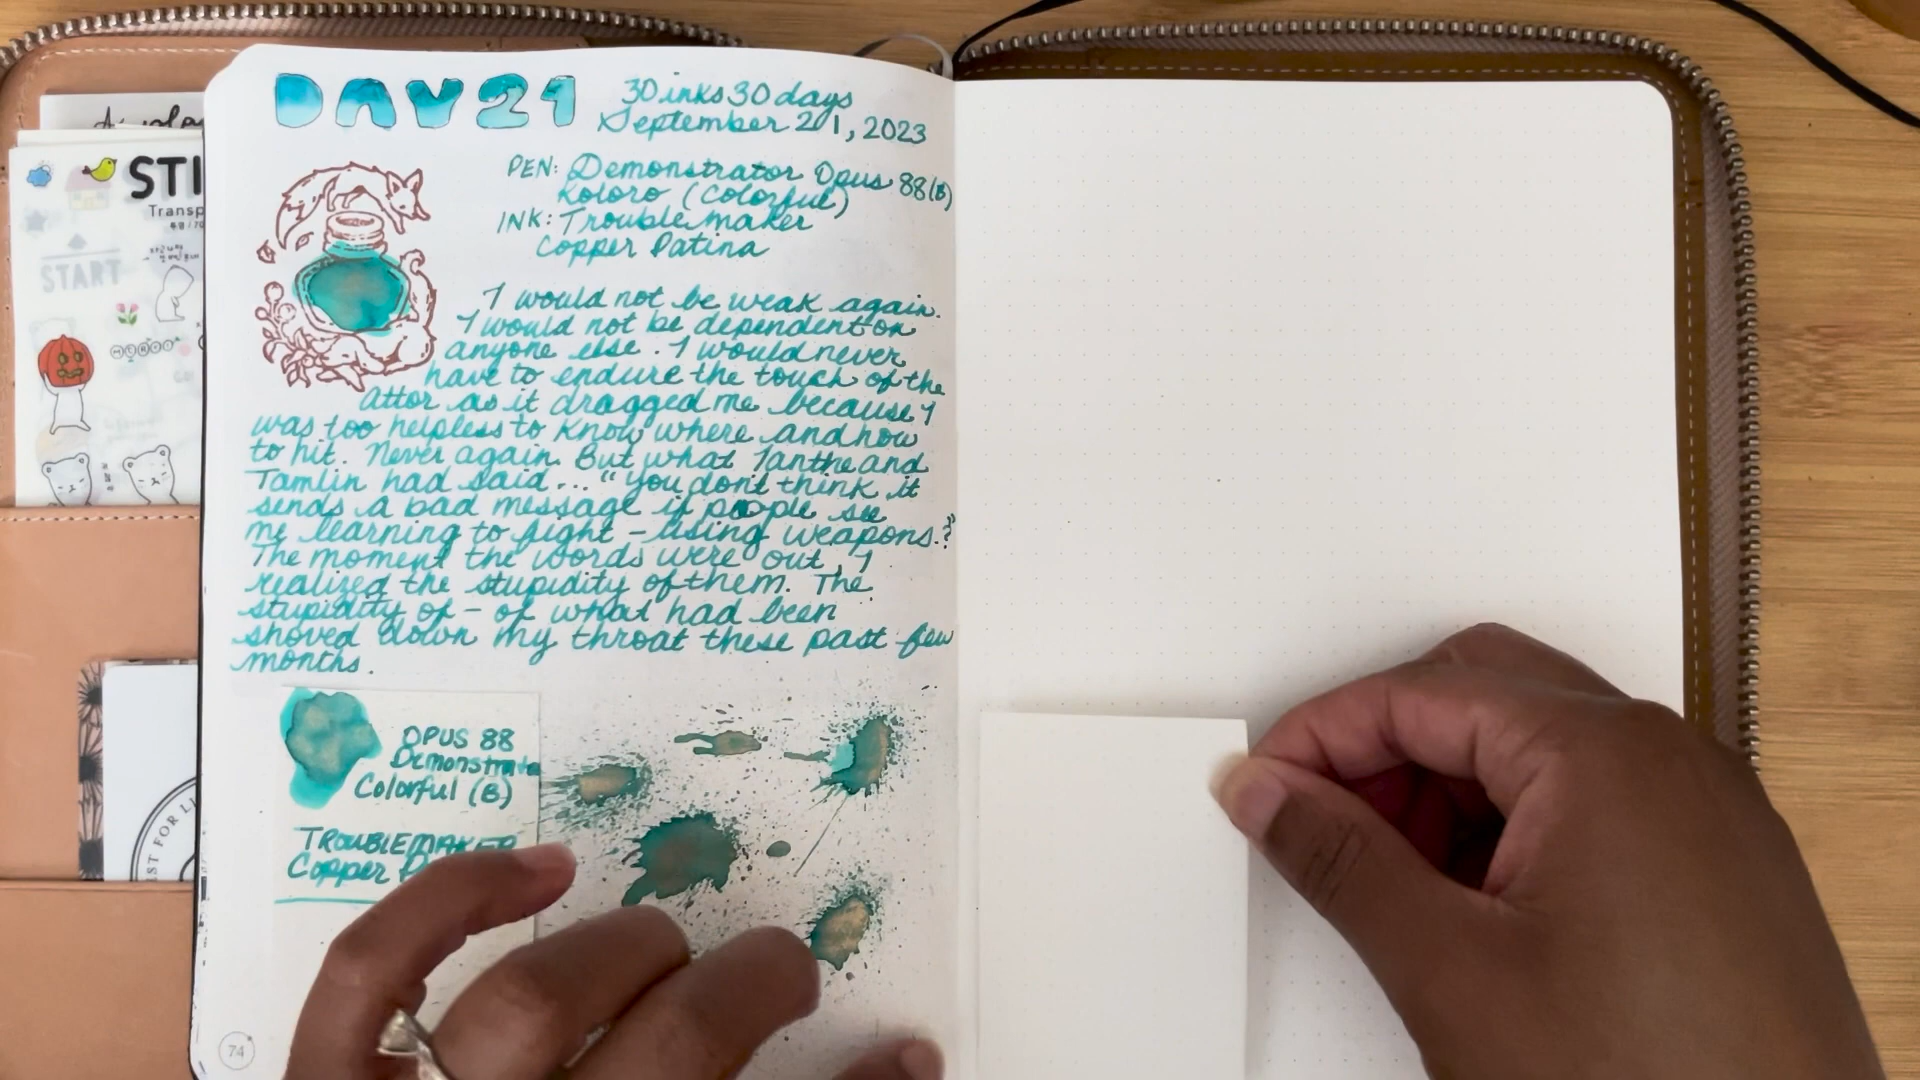 DAY 21
30 inks 30 days
September 21, 2023
PEN: Demonstrator Opus 88 (B)
Koloro (Colorful)
INK: Troublemaker
Copper Patina
I would not be weak again.
I would not be dependent on
anyone else. I would never
have to endure the touch of the
Attor as it dragged me because I
was too helpless to know where and how
to hit. Never again. But what Ianthe and
Tamlin had said... "You don't think it
sends a bad message if people see
me learning to fight - using weapons?"
The moment the words were out, I
realized the stupidity of them. The
stupidity of - of what had been
shoved down my throat these past few
months.
OPUS 88
Demonstrato
Colorful (B)
TROUBLEMAKER
Copper P
74
STI
Transp
START